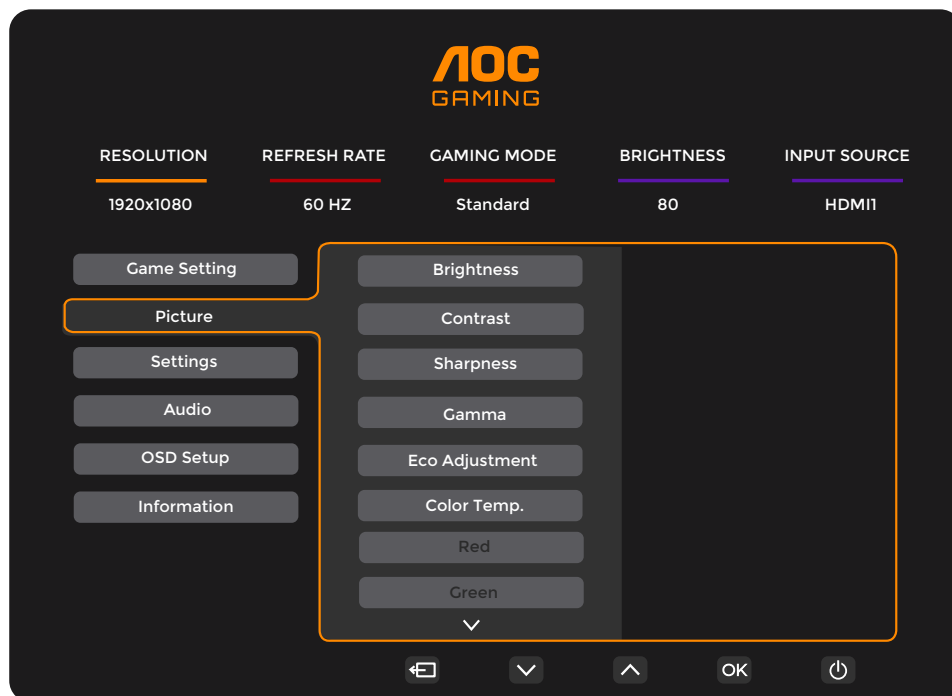 AOC
GAMING
RESOLUTION REFRESH RATE GAMING MODE BRIGHTNESS INPUT SOURCE
1920x1080 60 HZ Standard 80 HDMI1
Game Setting
Picture
Settings
Audio
OSD Setup
Information
Brightness
Contrast
Sharpness
Gamma
Eco Adjustment
Color Temp.
Red
Green
OK